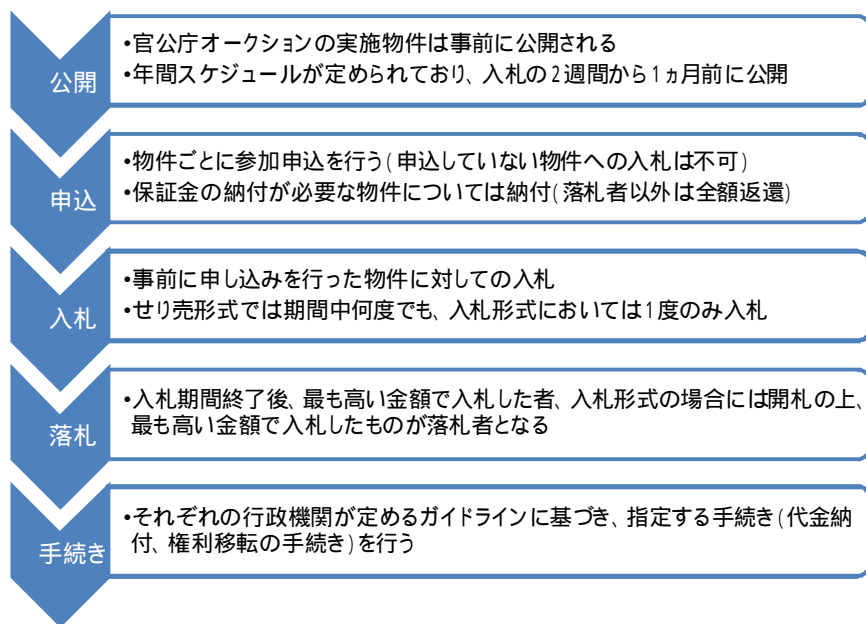 公開
•官公庁オークションの実施物件は事前に公開される
•年間スケジュールが定められており、入札の2週間から1ヵ月前に公開
申込
•物件ごとに参加申込を行う(申込していない物件への入札は不可)
•保証金の納付が必要な物件については納付(落札者以外は全額返還)
入札
•事前に申し込みを行った物件に対しての入札
•せり売形式では期間中何度でも、入札形式においては1度のみ入札
落札
•入札期間終了後、最も高い金額で入札した者、入札形式の場合には開札の上、
最も高い金額で入札したものが落札者となる
手続き
•それぞれの行政機関が定めるガイドラインに基づき、指定する手続き(代金納
付、権利移転の手続き)を行う